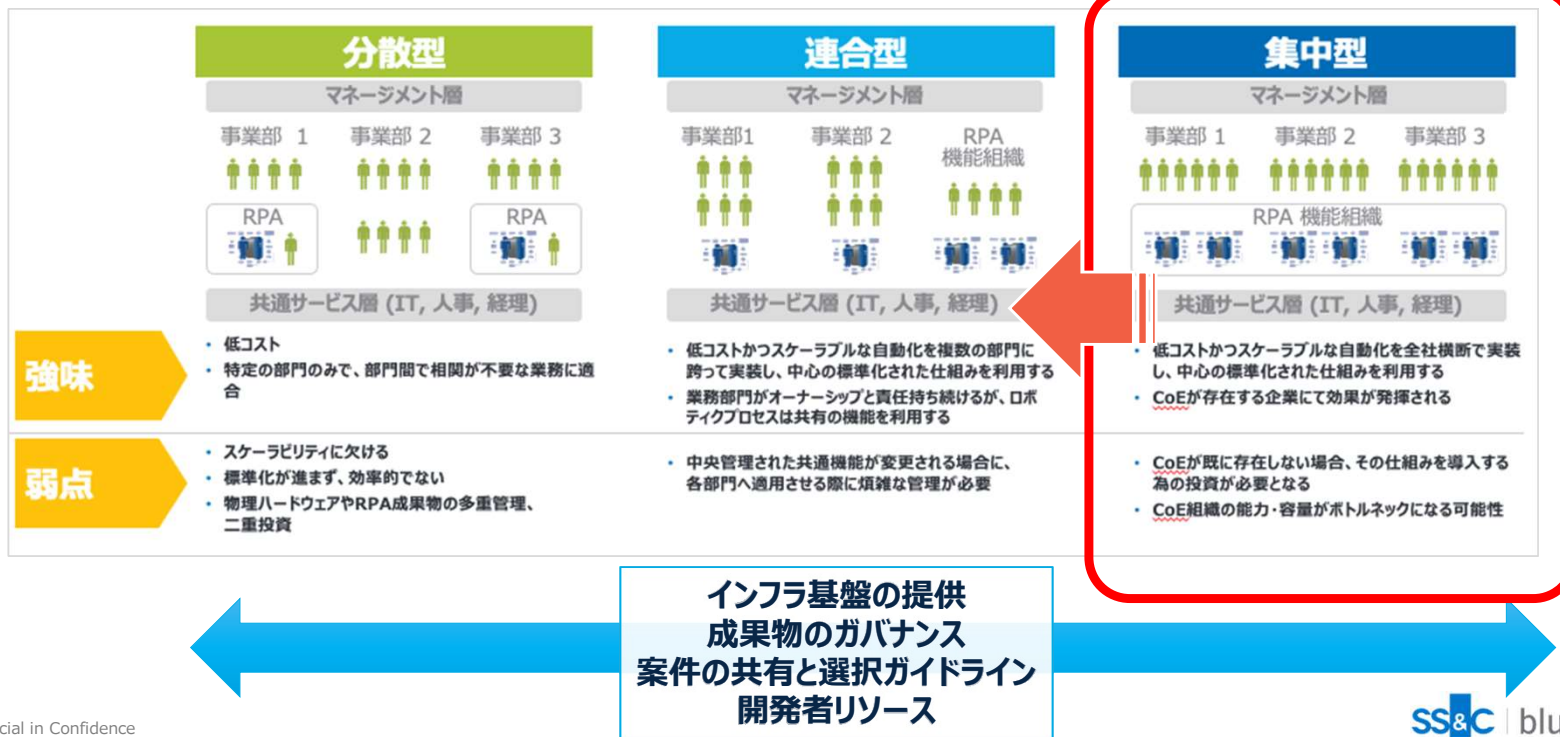 分散型
マネージメント層
事業部 1
事業部 2
事業部 3
RPA
RPA
共通サービス層 (IT, 人事, 経理)
連合型
マネージメント層
事業部1
事業部 2
RPA
機能組織
共通サービス層 (IT, 人事, 経理)
集中型
マネージメント層
事業部 1
事業部 2
事業部 3
RPA 機能組織
共通サービス層 (IT, 人事, 経理)
強味
・ 低コスト
・ 特定の部門のみで、部門間で相関が不要な業務に適
合
・ 低コストかつスケーラブルな自動化を複数の部門に
跨って実装し、中心の標準化された仕組みを利用する
・ 業務部門がオーナーシップと責任持ち続けるが、ロボ
ティクプロセスは共有の機能を利用する
・ 低コストかつスケーラブルな自動化を全社横断で実装
し、中心の標準化された仕組みを利用する
・ CoEが存在する企業にて効果が発揮される
弱点
・ スケーラビリティに欠ける
・ 標準化が進まず、効率的でない
・ 物理ハードウェアやRPA成果物の多重管理、
二重投資
・ 中央管理された共通機能が変更される場合に、
各部門へ適用させる際に煩雑な管理が必要
・ CoEが既に存在しない場合、その仕組みを導入する
為の投資が必要となる
・ CoE組織の能力・容量がボトルネックになる可能性
インフラ基盤の提供
成果物のガバナンス
案件の共有と選択ガイドライン
開発者リソース
cial in Confidence
SS&C blu